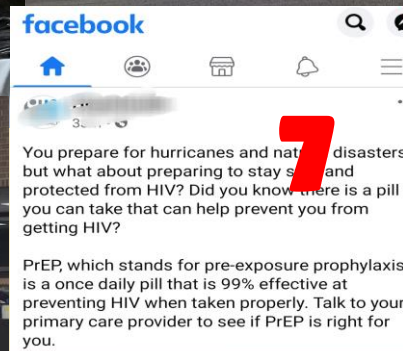 facebook
You prepare for hurricanes and disasters
but what about preparing to stay and
protected from HIV? Did you know there is a pill
you can take that can help prevent you from
getting HIV?
PrEP, which stands for pre-exposure prophylaxis
is a once daily pill that is 99% effective at
preventing HIV when taken properly. Talk to your
primary care provider to see if PrEP is right for
you.
7